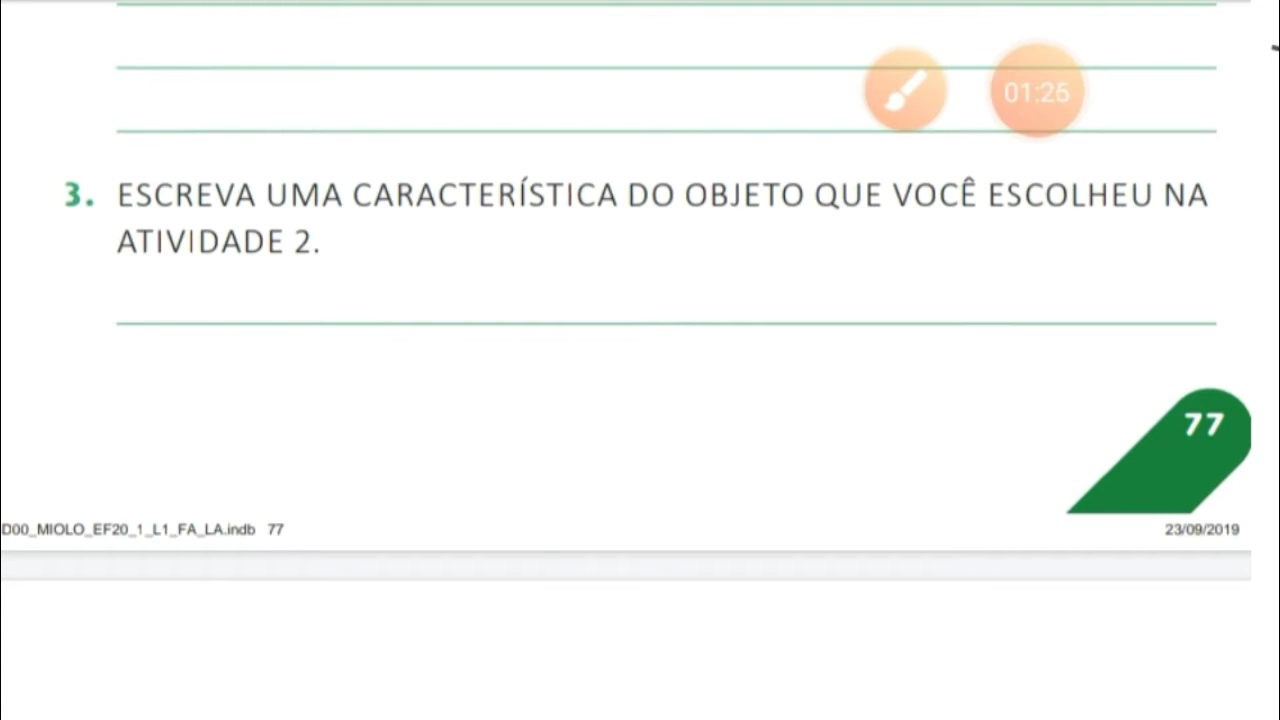 01:25
3. ESCREVA UMA CARACTERÍSTICA DO OBJETO QUE VOCÊ ESCOLHEU NA
ATIVIDADE 2.
77
D00_MIOLO_EF20_1_L1_FA_LA.indb 77
23/09/2019